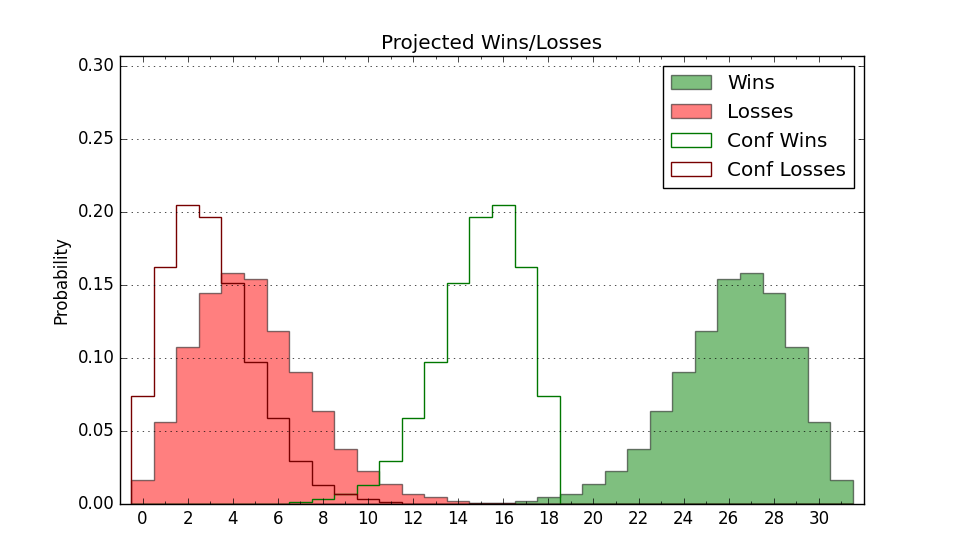 Projected Wins/Losses
Wins
Losses
Conf Wins
Conf Losses
Probability
0.30
0.25
0.20
0.15
0.10
0.05
0.00
0 2 4 6 8 10 12 14 16 18 20 22 24 26 28 30